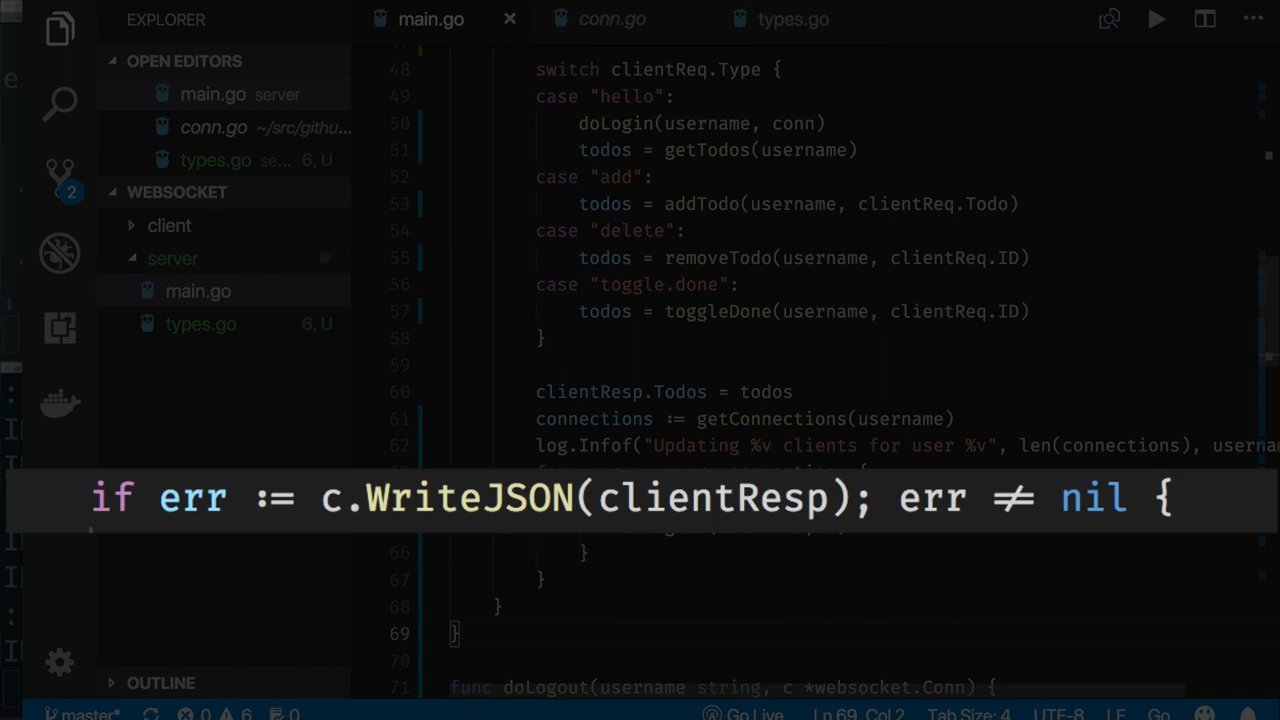 EXPLORER
OPEN EDITORS
main.go server
conn.go ~/src/githu...
types.go se... 6, U
WEBSOCKET
client
server
main.go
types.go 6, U
OUTLINE
2
main.go ×
conn.go
types.go
48 switch clientReq.Type {
49 case "hello":
50 doLogin(username, conn)
51 todos = getTodos(username)
52 case "add":
53 todos = addTodo(username, clientReq.Todo)
54 case "delete":
55 todos = removeTodo(username, clientReq.ID)
56 case "toggle.done":
57 todos = toggleDone(username, clientReq.ID)
58 }
59
60 clientResp.Todos = todos
61 connections := getConnections(username)
62 log.Infof("Updating %v clients for user %v", len(connections), userna
if err := c.WriteJSON(clientResp); err ≠ nil {
66 }
67 }
68 }
69 }
70
71 func doLogout(username string, c *websocket.Conn) {
master* 0 6 0 Go Live Ln 69, Col 2 Tab Size: 4 UTF-8 LF Go